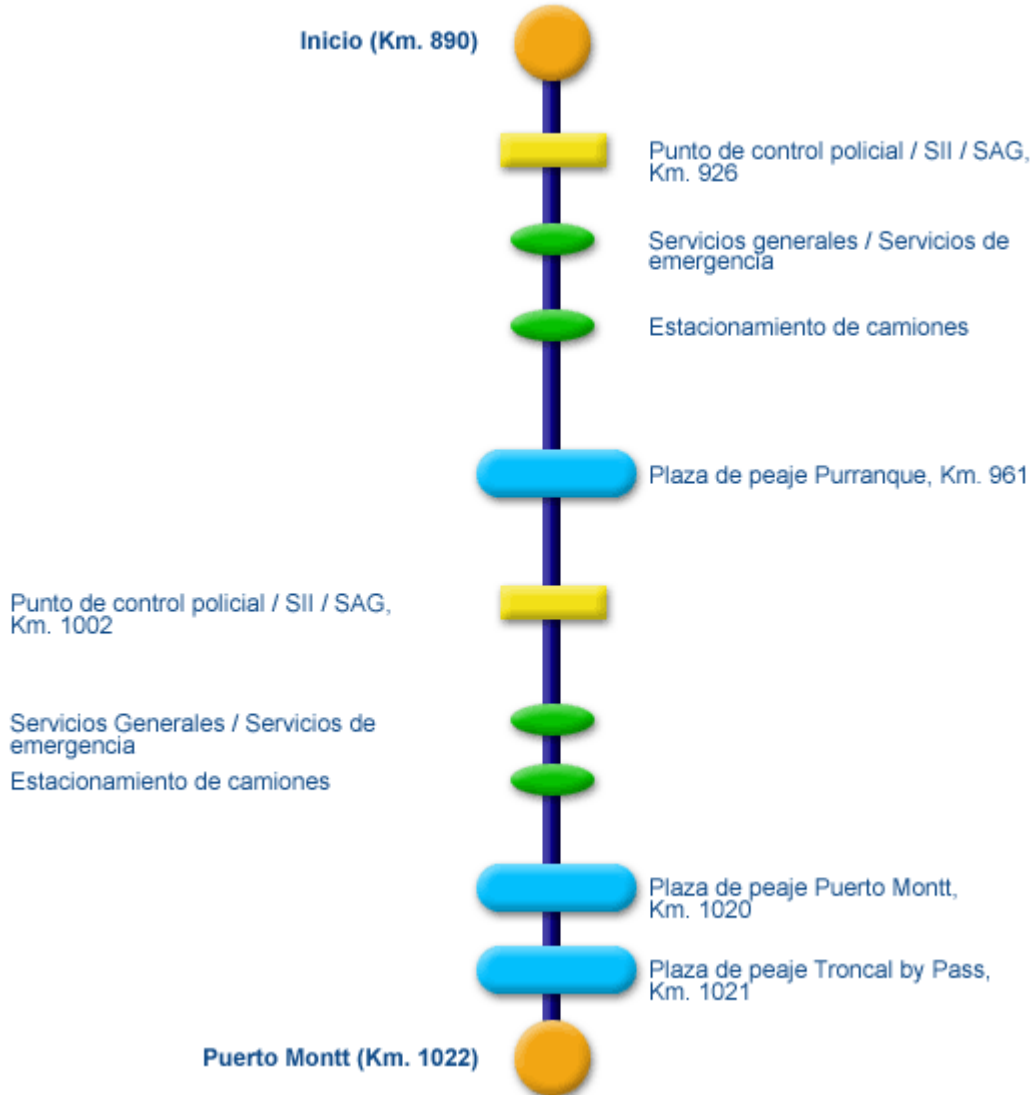 Inicio (Km. 890)
Punto de control policial / SII / SAG,
Km. 926
Servicios generales / Servicios de
emergencia
Estacionamiento de camiones
Plaza de peaje Purranque, Km. 961
Punto de control policial / SII / SAG,
Km. 1002
Servicios Generales / Servicios de
emergencia
Estacionamiento de camiones
Plaza de peaje Puerto Montt,
Km. 1020
Plaza de peaje Troncal by Pass,
Km. 1021
Puerto Montt (Km. 1022)